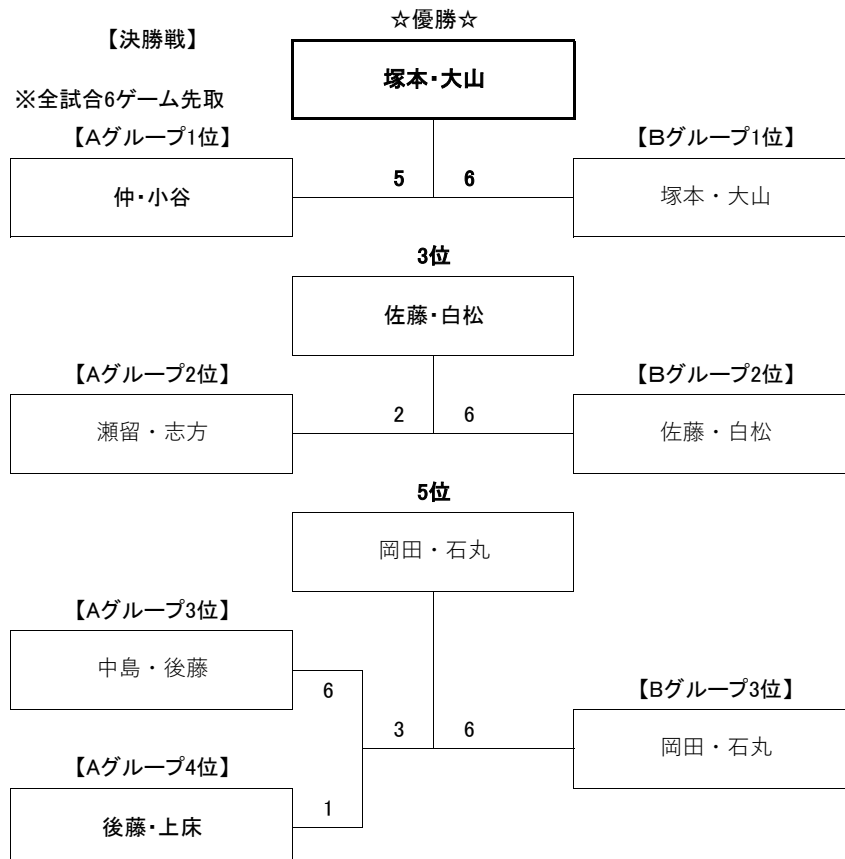 ☆優勝☆
【決勝戦】
塚本・大山
※全試合6ゲーム先取
【Aグループ1位】
【Bグループ1位】
仲・小谷
5
6
塚本・大山
3位
佐藤・白松
【Aグループ2位】
【Bグループ2位】
瀬留・志方
2
6
佐藤・白松
5位
岡田・石丸
【Aグループ3位】
中島・後藤
6
【Bグループ3位】
3
6
岡田・石丸
【Aグループ4位】
1
後藤・上床